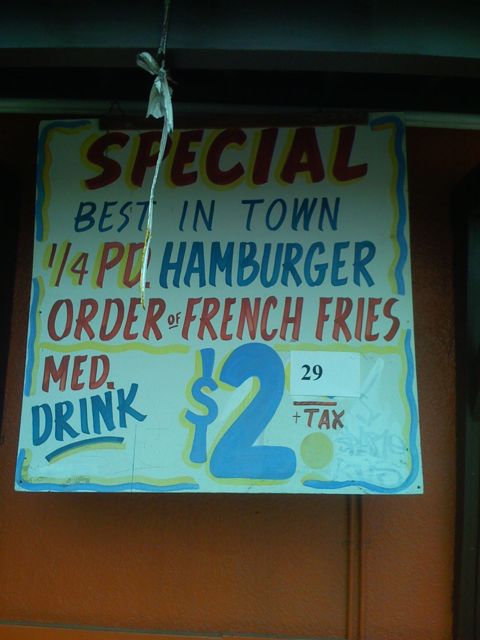 SPECIAL
BEST IN TOWN
1/4 PD. HAMBURGER
ORDER OF FRENCH FRIES
MED.
DRINK
$2. 29
+ TAX